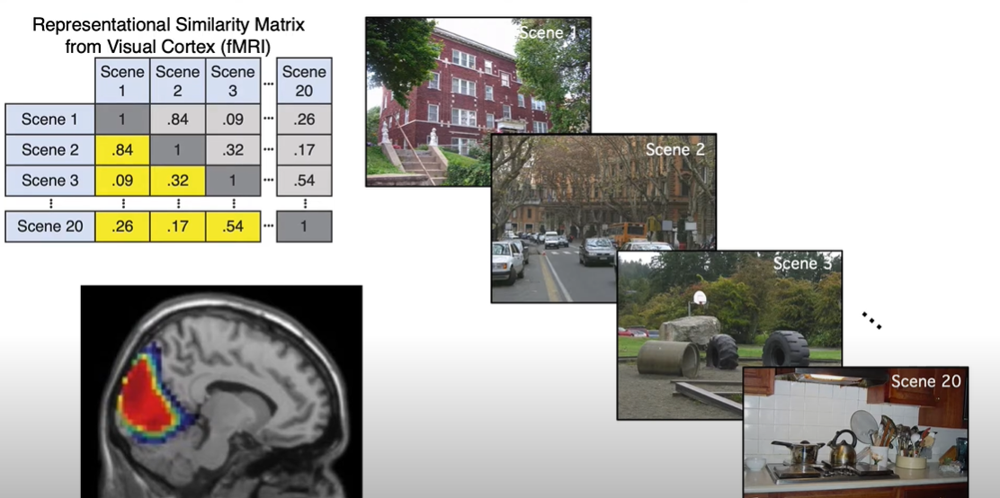 Representational Similarity Matrix
from Visual Cortex (fMRI)
Scene 1 Scene 2 Scene 3 ... Scene 20
Scene 1 1 .84 .09 ... .26
Scene 2 .84 1 .32 ... .17
Scene 3 .09 .32 1 ... .54
Scene 20 .26 .17 .54 ... 1
Scene 1
Scene 2
Scene 3
Scene 20